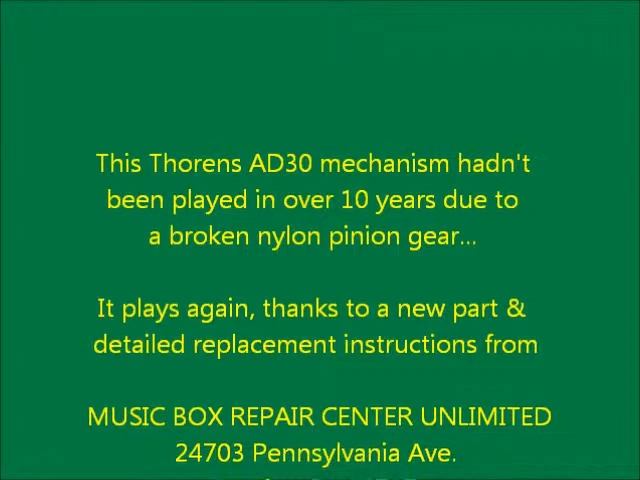 This Thorens AD30 mechanism hadn't
been played in over 10 years due to
a broken nylon pinion gear...
It plays again, thanks to a new part &
detailed replacement instructions from
MUSIC BOX REPAIR CENTER UNLIMITED
24703 Pennsylvania Ave.